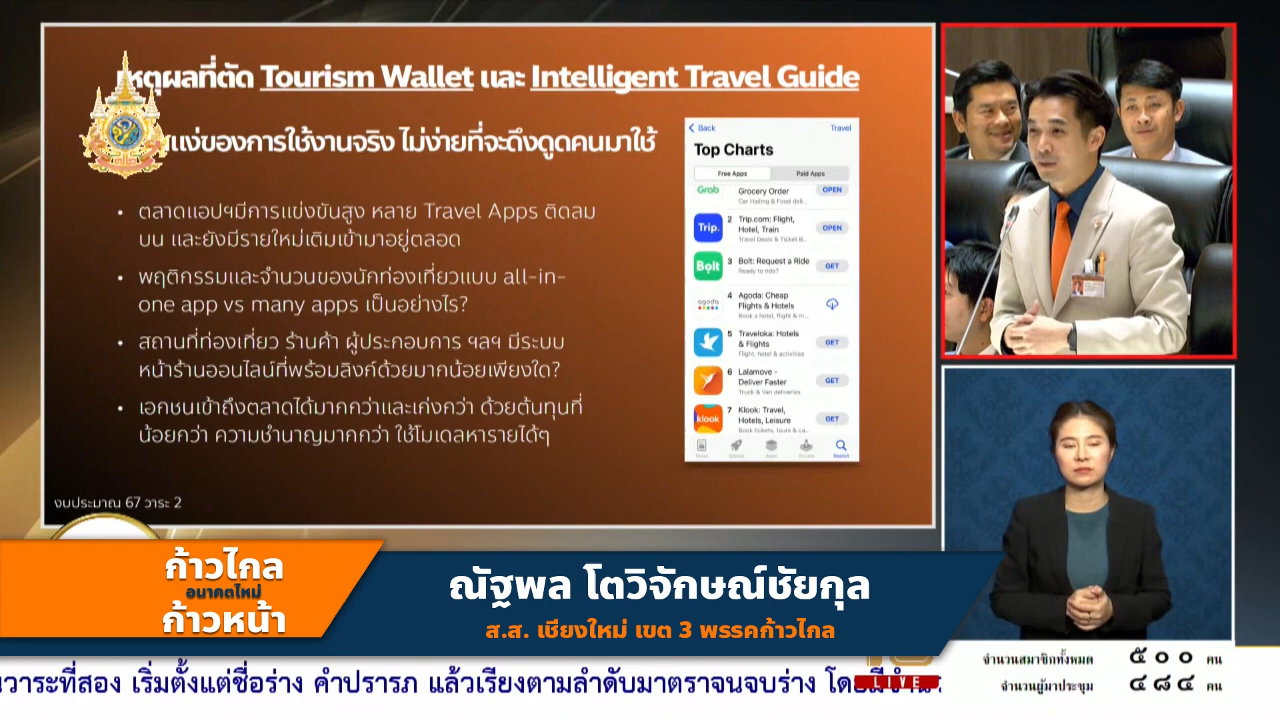 เหตุผลที่ตัด Tourism Wallet และ Intelligent Travel Guide
แง่ของการใช้งานจริง ไม่ง่ายที่จะดึงดูดคนมาใช้
• ตลาดแอปฯมีการแข่งขันสูง หลาย Travel Apps ติดลม
บน และยังมีรายใหม่เติมเข้ามาอยู่ตลอด
• พฤติกรรมและจำนวนของนักท่องเที่ยวแบบ all-in-
one app vs many apps เป็นอย่างไร?
• สถานที่ท่องเที่ยว ร้านค้า ผู้ประกอบการ ฯลฯ มีระบบ
หน้าร้านออนไลน์ที่พร้อมลิงก์ด้วยมากน้อยเพียงใด?
• เอกชนเข้าถึงตลาดได้มากกว่าและเก่งกว่า ด้วยต้นทุนที่
น้อยกว่า ความชำนาญมากกว่า ใช้โมเดลหารายได้ๆ
งบประมาณ 67 วาระ 2
Back Travel
Top Charts
Free Apps Paid Apps
Grab Grocery Order OPEN
Car Hailing & Food deli...
Trip. 2 Trip.com: Flight,
Hotel, Train OPEN
Travel Deals & Ticket B...
Bolt 3 Bolt: Request a Ride GET
Ready to ride?
agoda 4 Agoda: Cheap
Flights & Hotels
Book a hotel, flight & m...
5 Traveloka: Hotels
& Flights GET
Flight, hotel & activities
6 Lalamove -
Deliver Faster GET
Truck & Van deliveries
klook 7 Klook: Travel,
Hotels, Leisure GET
Book tickets, tours & ca...
Today Games Apps Arcade Search
ก้าวไกล
อนาคตใหม่
ก้าวหน้า
ณัฐพล โตวิจักษณ์ชัยกุล
ส.ส. เชียงใหม่ เขต 3 พรรคก้าวไกล
จำนวนสมาชิกทั้งหมด ๕๐๐ คน
จำนวนผู้มาประชุม ๔๘๔ คน
วาระที่สอง เริ่มตั้งแต่ชื่อร่าง คำปรารภ แล้วเรียงตามลำดับมาตราจนจบร่าง
LIVE